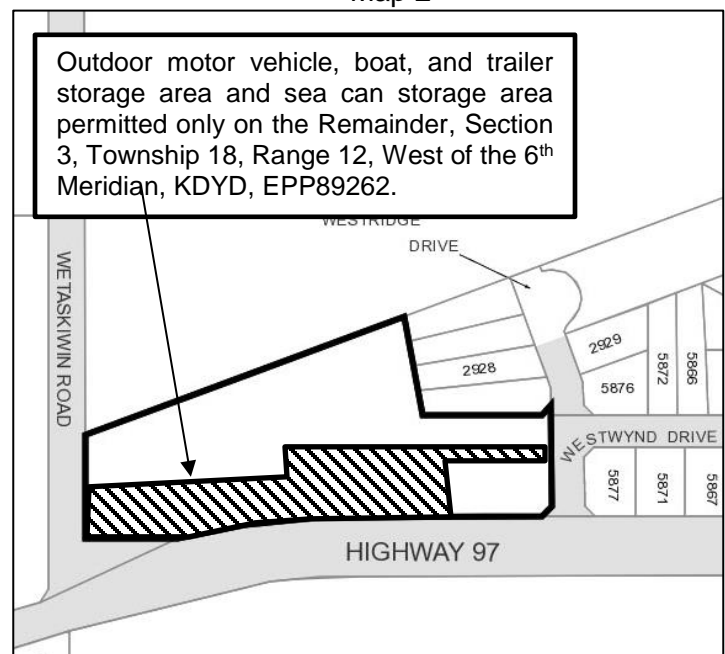 Map
Outdoor motor vehicle, boat, and trailer
storage area and sea can storage area
permitted only on the Remainder, Section
3, Township 18, Range 12, West of the 6th
Meridian, KDYD, EPP89262.
WESTRIDGE
DRIVE
WETASKIWIN ROAD
2928
2929
5876
5872
5866
WESTWYND DRIVE
5877
5871
5867
HIGHWAY 97